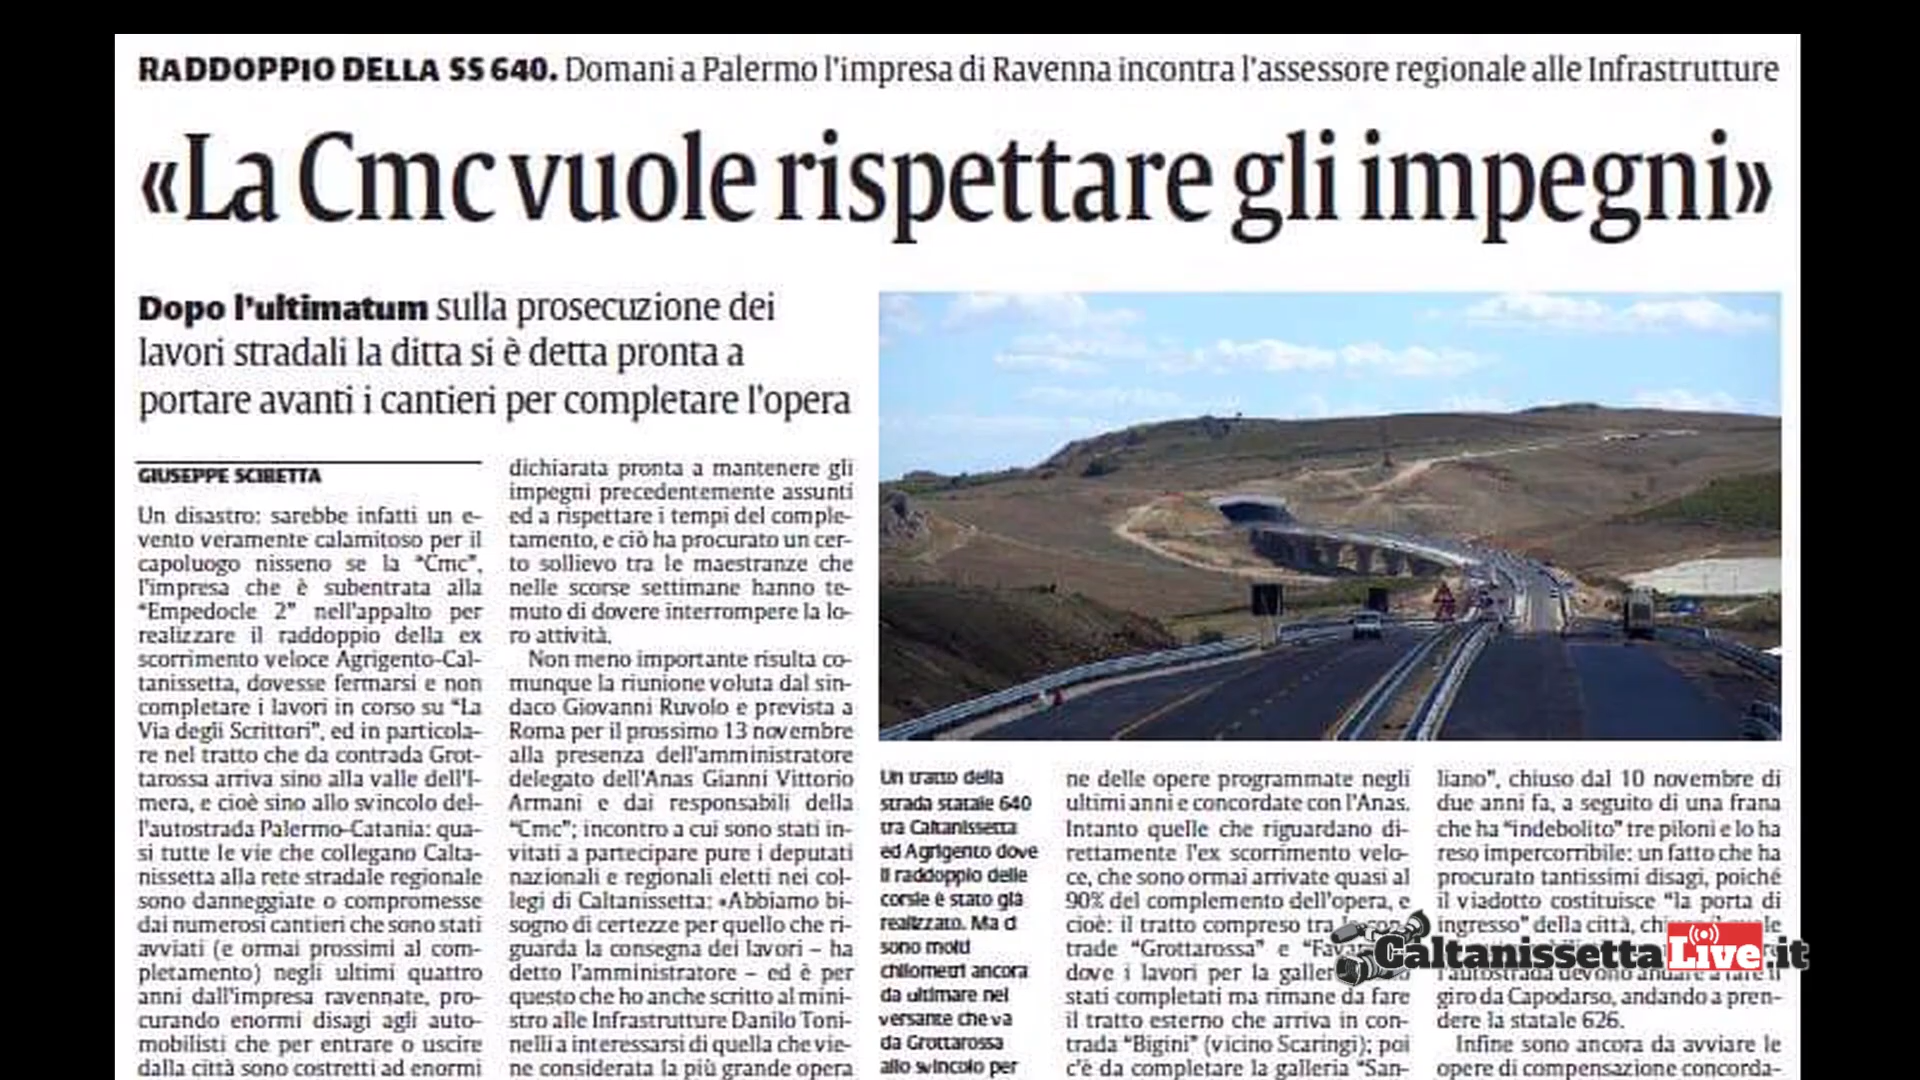 RADDOPPIO DELLA SS 640. Domani a Palermo l'impresa di Ravenna incontra l'assessore regionale alle Infrastrutture
«La Cmc vuole rispettare gli impegni»
Dopo l'ultimatum sulla prosecuzione dei
lavori stradali la ditta si è detta pronta a
portare avanti i cantieri per completare l'opera
GIUSEPPE SCIBETTA
Un disastro: sarebbe infatti un e-
vento veramente calamitoso per il
capoluogo nisseno se la "Cmc",
l'impresa che è subentrata alla
"Empedocle 2" nell'appalto per
realizzare il raddoppio della ex
scorrimento veloce Agrigento-Cal-
tanissetta, dovesse fermarsi e non
completare i lavori in corso su "La
Via degli Scrittori", ed in particola-
re nel tratto che da contrada Grot-
tarossa arriva sino alla valle dell'I-
mera, e cioè sino allo svincolo del-
l'autostrada Palermo-Catania: qua-
si tutte le vie che collegano Calta-
nissetta alla rete stradale regionale
sono danneggiate o compromesse
dai numerosi cantieri che sono stati
avviati (e ormai prossimi al com-
pletamento) negli ultimi quattro
anni dall'impresa ravennate, pro-
curando enormi disagi agli auto-
mobilisti che per entrare o uscire
dalla città sono costretti ad enormi
dichiarata pronta a mantenere gli
impegni precedentemente assunti
ed a rispettare i tempi del comple-
tamento, e ciò ha procurato un cer-
to sollievo tra le maestranze che
nelle scorse settimane hanno te-
muto di dovere interrompere la lo-
ro attività.
Non meno importante risulta co-
munque la riunione voluta dal sin-
daco Giovanni Ruvolo e prevista a
Roma per il prossimo 13 novembre
alla presenza dell'amministratore
delegato dell'Anas Gianni Vittorio
Armani e dai responsabili della
"Cmc"; incontro a cui sono stati in-
vitati a partecipare pure i deputati
nazionali e regionali eletti nei col-
legi di Caltanissetta: «Abbiamo bi-
sogno di certezze per quello che ri-
guarda la consegna dei lavori – ha
detto l'amministratore – ed è per
questo che ho anche scritto al mini-
stro alle Infrastrutture Danilo Toni-
nelli a interessarsi di quella che vie-
ne considerata la più grande opera
Un tratto della
strada statale 640
tra Caltanissetta
ed Agrigento dove
il raddoppio delle
corsie è stato già
realizzato. Ma ci
sono molti
chilometri ancora
da ultimare nel
versante che va
da Grottarossa
allo svincolo per
ne delle opere programmate negli
ultimi anni e concordate con l'Anas.
Intanto quelle che riguardano di-
rettamente l'ex scorrimento velo-
ce, che sono ormai arrivate quasi al
90% del complemento dell'opera, e
cioè: il tratto compreso tra le con-
trade "Grottarossa" e
dove i lavori per la
stati completati ma rimane da fare
il tratto esterno che arriva in con-
trada "Bigini" (vicino Scaringi); poi
c'è da completare la galleria "San-
liano", chiuso dal 10 novembre di
due anni fa, a seguito di una frana
che ha "indebolito" tre piloni e lo ha
reso impercorribile: un fatto che ha
procurato tantissimi disagi, poiché
il viadotto costituisce "la porta di
ingresso" della città,
l'autostrada devono andare a fare il
giro da Capodarso, andando a pren-
dere la statale 626.
Infine sono ancora da avviare le
opere di compensazione concorda-
CaltanissettaLive.it